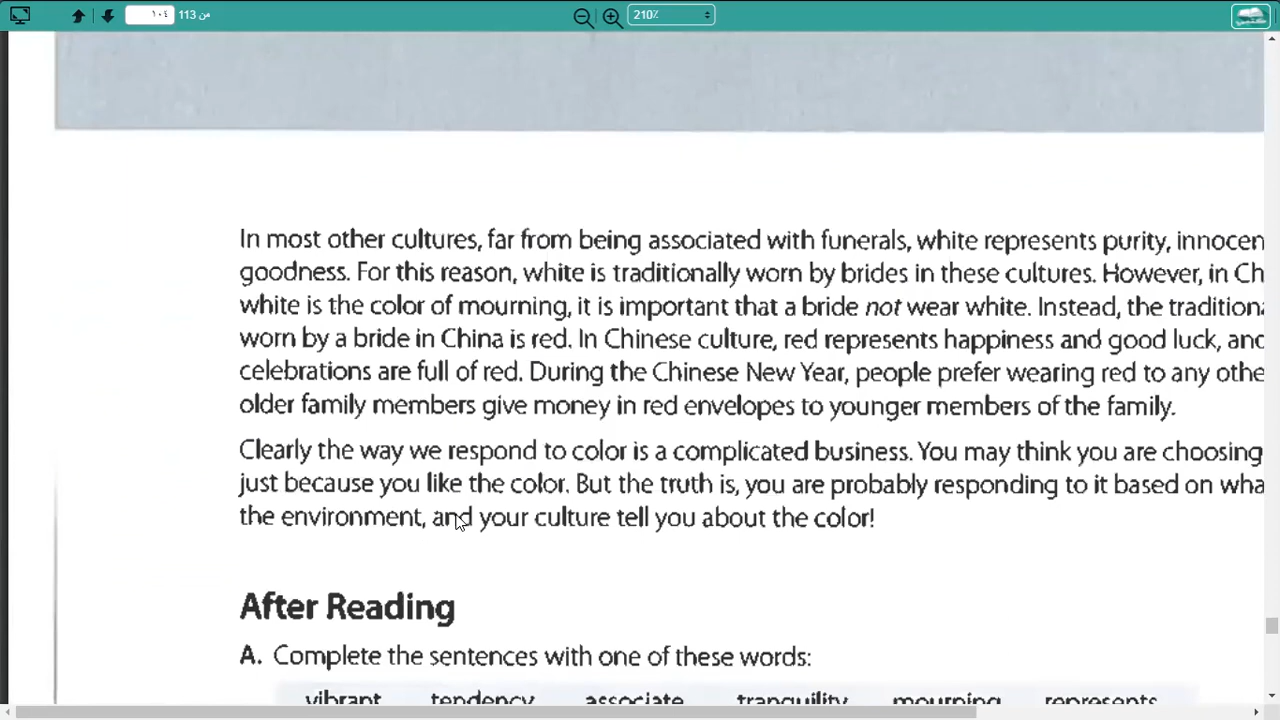 ١٠٤ من 113
210٪
In most other cultures, far from being associated with funerals, white represents purity, innocen
goodness. For this reason, white is traditionally worn by brides in these cultures. However, in Ch
white is the color of mourning, it is important that a bride not wear white. Instead, the traditiona
worn by a bride in China is red. In Chinese culture, red represents happiness and good luck, and
celebrations are full of red. During the Chinese New Year, people prefer wearing red to any othe
older family members give money in red envelopes to younger members of the family.
Clearly the way we respond to color is a complicated business. You may think you are choosing
just because you like the color. But the truth is, you are probably responding to it based on wha
the environment, and your culture tell you about the color!
After Reading
A. Complete the sentences with one of these words:
vibrant tendency associate tranquility mourning represents